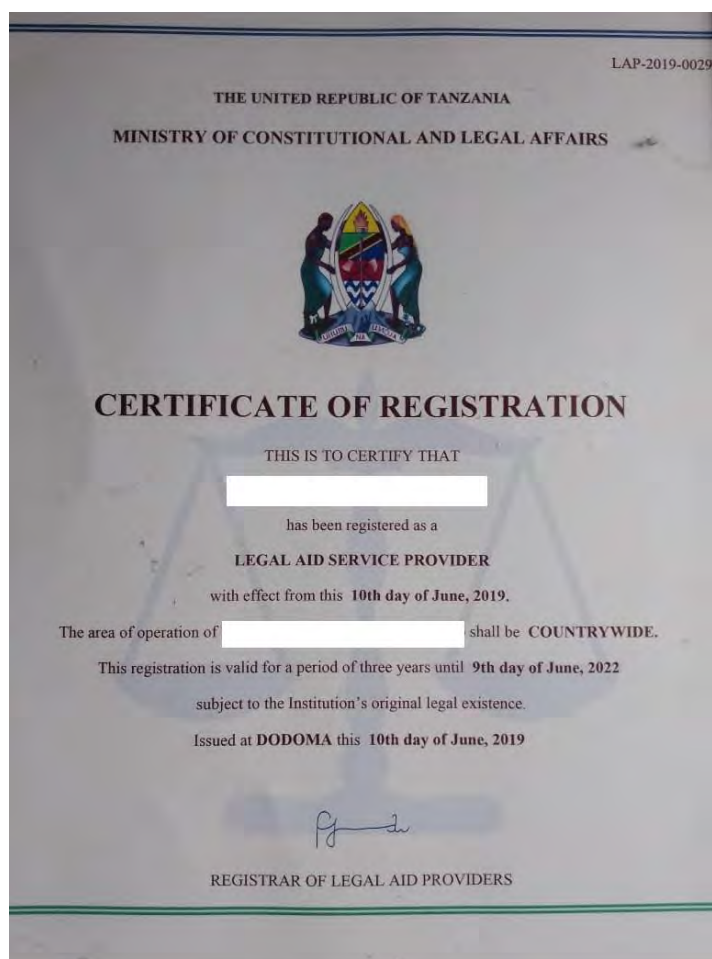 LAP-2019-0029
THE UNITED REPUBLIC OF TANZANIA
MINISTRY OF CONSTITUTIONAL AND LEGAL AFFAIRS
UHURU NA UMOJA
CERTIFICATE OF REGISTRATION
THIS IS TO CERTIFY THAT
has been registered as a
LEGAL AID SERVICE PROVIDER
with effect from this 10th day of June, 2019.
The area of operation of shall be COUNTRYWIDE.
This registration is valid for a period of three years until 9th day of June, 2022
subject to the Institution's original legal existence.
Issued at DODOMA this 10th day of June, 2019
REGISTRAR OF LEGAL AID PROVIDERS